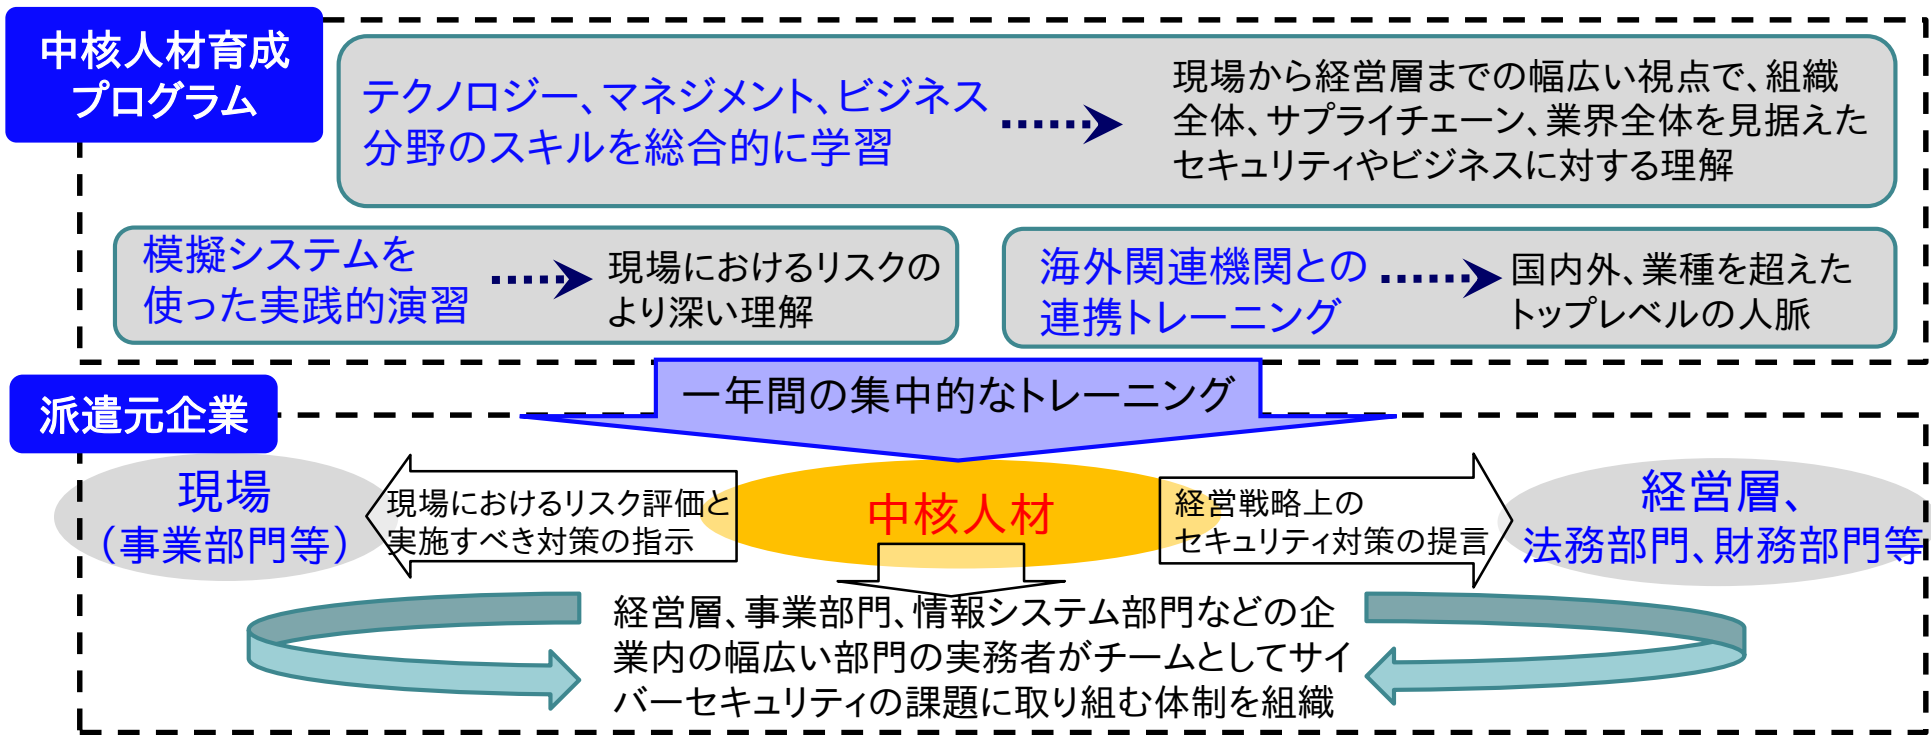 中核人材育成
プログラム
テクノロジー、マネジメント、ビジネス
分野のスキルを総合的に学習
現場から経営層までの幅広い視点で、組織
全体、サプライチェーン、業界全体を見据えた
セキュリティやビジネスに対する理解
模擬システムを
使った実践的演習
現場におけるリスクの
より深い理解
海外関連機関との
連携トレーニング
国内外、業種を超えた
トップレベルの人脈
一年間の集中的なトレーニング
派遣元企業
現場
（事業部門等）
現場におけるリスク評価と
実施すべき対策の指示
中核人材
経営戦略上の
セキュリティ対策の提言
経営層、
法務部門、財務部門等
経営層、事業部門、情報システム部門などの企
業内の幅広い部門の実務者がチームとしてサイ
バーセキュリティの課題に取り組む体制を組織